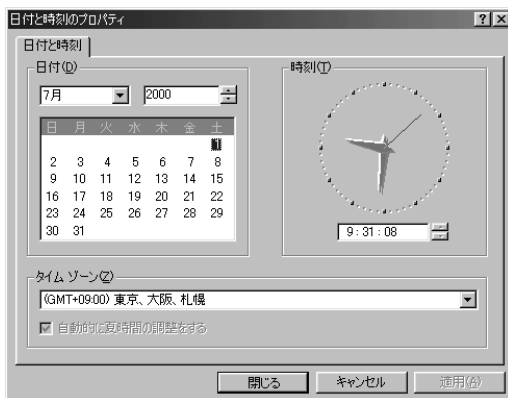 日付と時刻のプロパティ
日付と時刻
日付(D)
7月 2000
日 月 火 水 木 金 土
1
2 3 4 5 6 7 8
9 10 11 12 13 14 15
16 17 18 19 20 21 22
23 24 25 26 27 28 29
30 31
時刻(T)
9:31:08
タイム ゾーン(Z)
(GMT+09:00) 東京、大阪、札幌
自動的に夏時間の調整をする
閉じる キャンセル 適用(A)